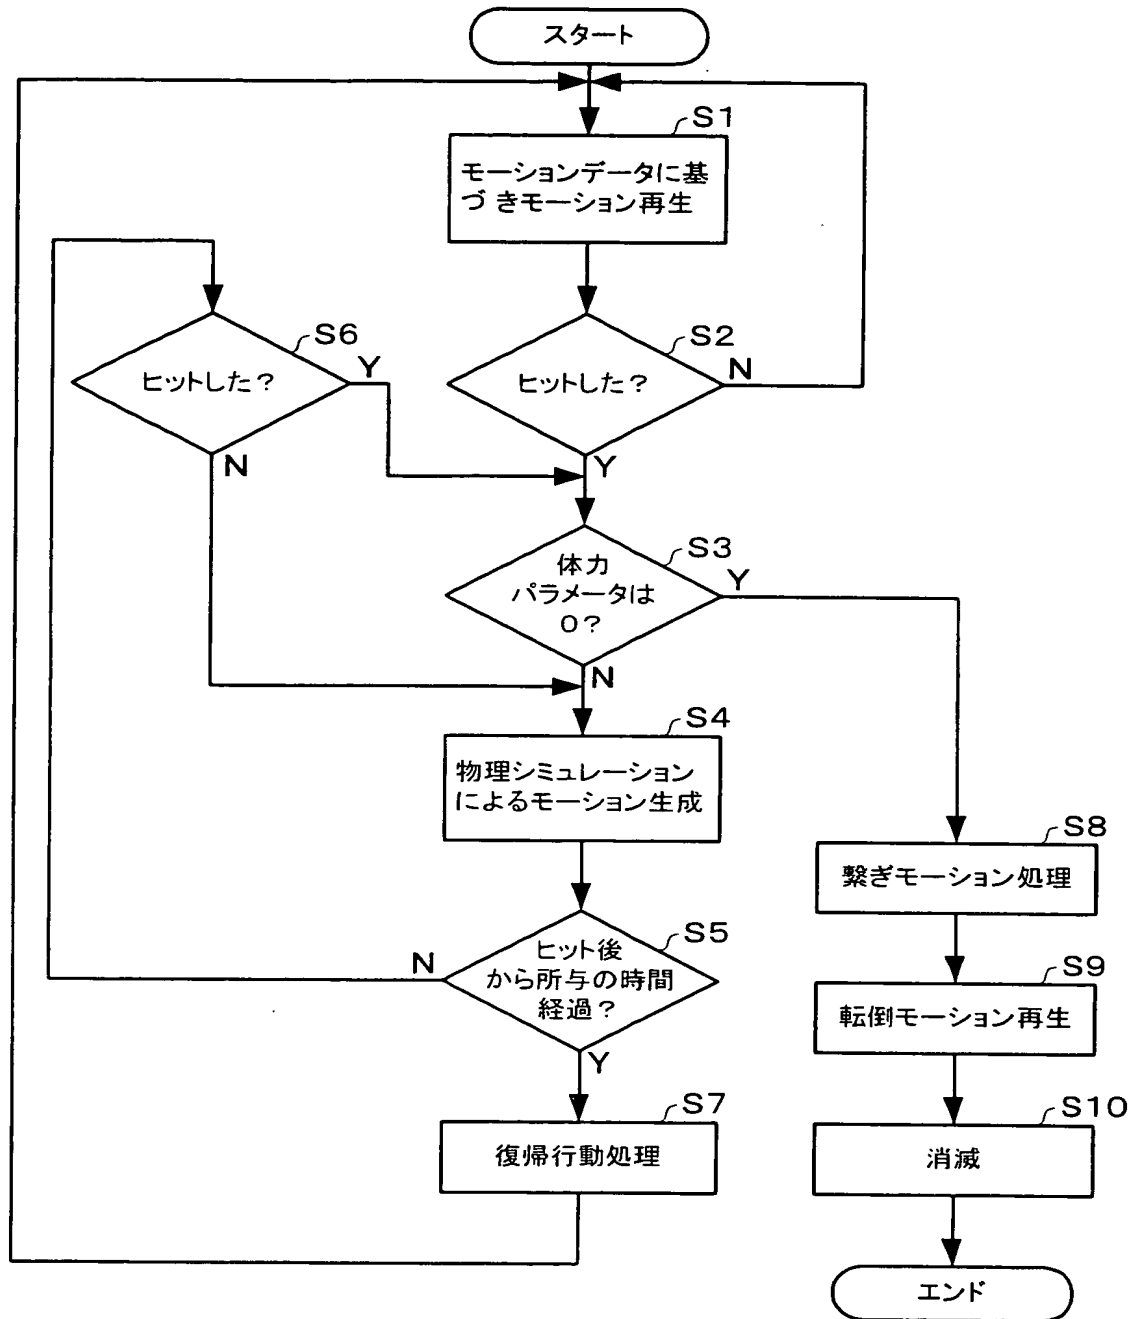 スタート
S1
モーションデータに基
づきモーション再生
S6
ヒットした?
Y
N
S2
ヒットした?
N
Y
S3
体力
パラメータは
0?
Y
N
S4
物理シミュレーション
によるモーション生成
S5
ヒット後
から所与の時間
経過?
N
Y
S7
復帰行動処理
S8
繋ぎモーション処理
S9
転倒モーション再生
S10
消滅
エンド